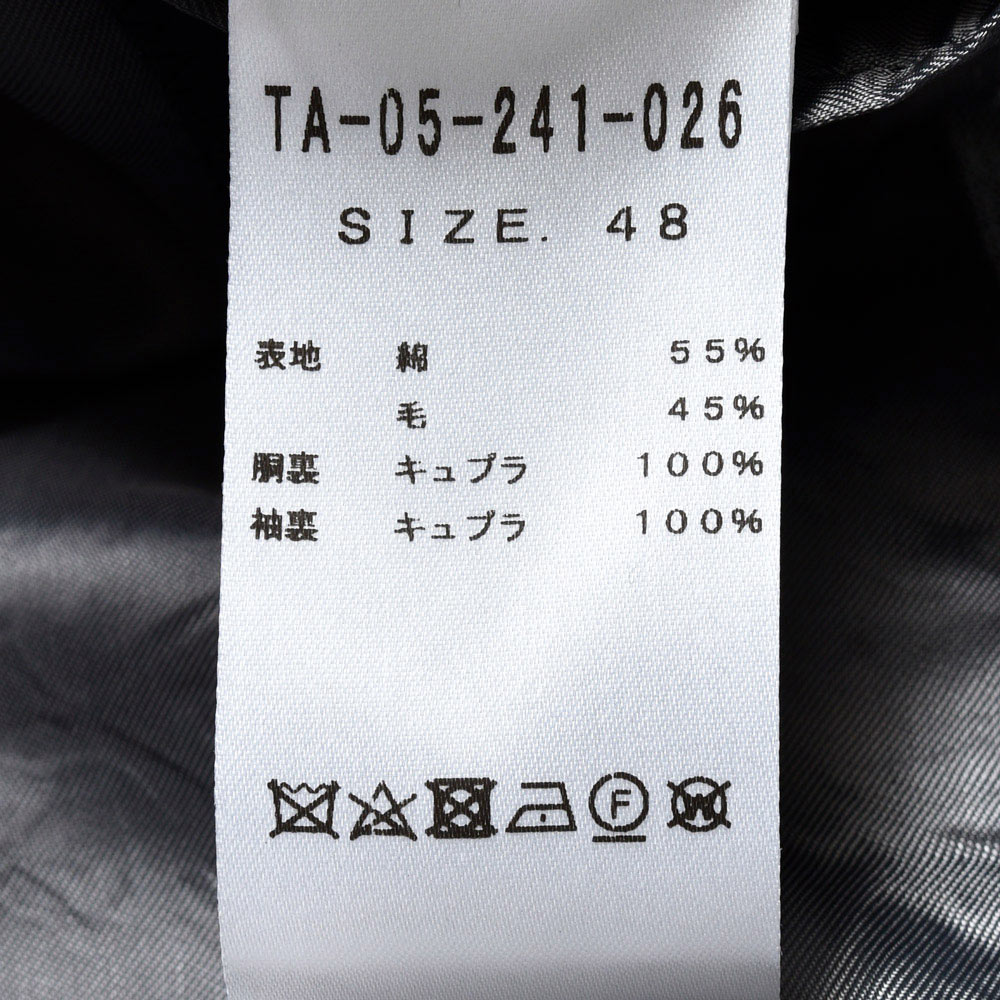 TA-05-241-026
SIZE. 48
表地 綿 55%
毛 45%
胴裏 キュプラ 100%
袖裏 キュプラ 100%
F W